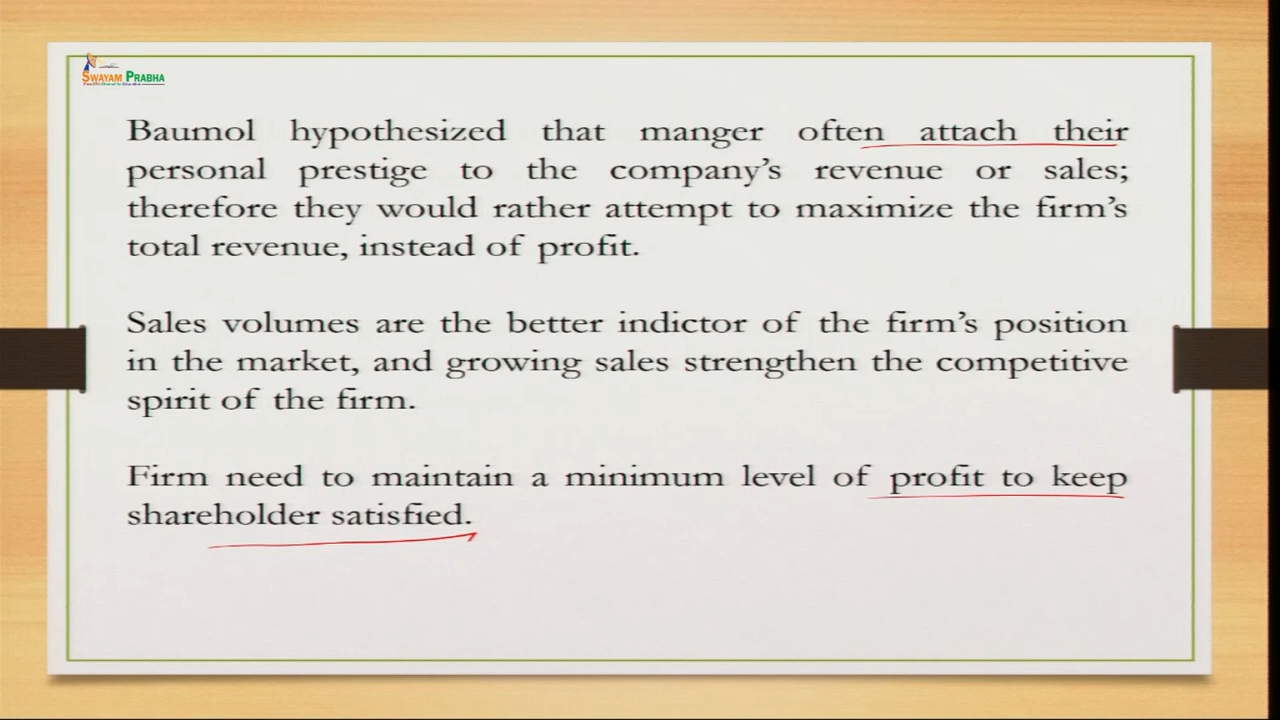 SWAYAM PRABHA
Baumol hypothesized that manger often attach their
personal prestige to the company's revenue or sales;
therefore they would rather attempt to maximize the firm's
total revenue, instead of profit.
Sales volumes are the better indictor of the firm's position
in the market, and growing sales strengthen the competitive
spirit of the firm.
Firm need to maintain a minimum level of profit to keep
shareholder satisfied.